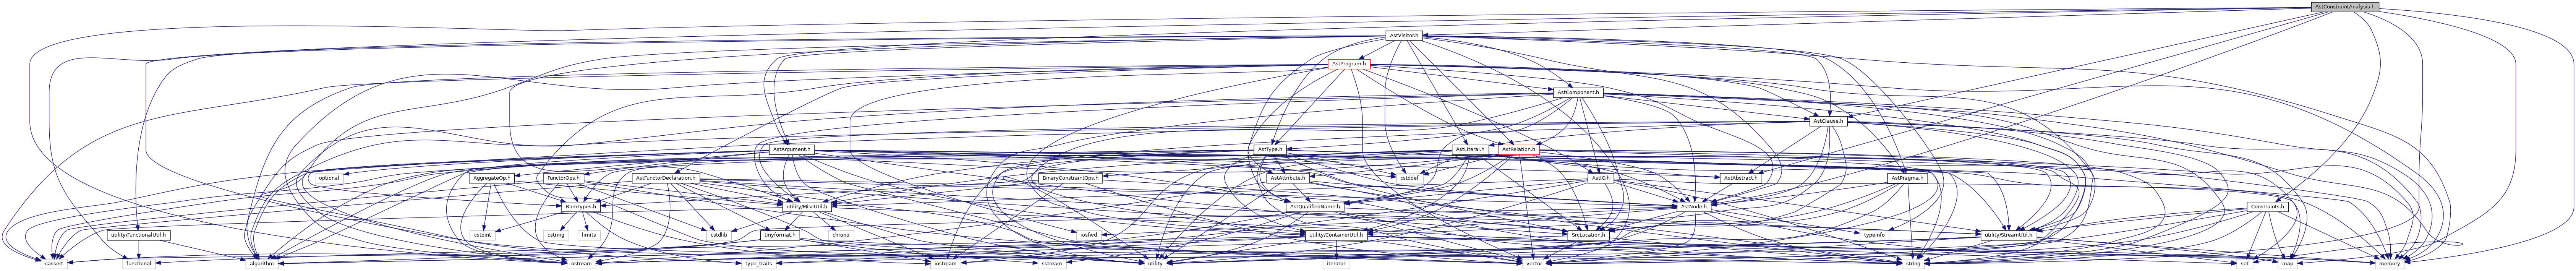 AstConstraintAnalysis.h
AstVisitor.h
AstProgram.h
AstComponent.h
AstClause.h
AstArgument.h
AstType.h
AstLiteral.h
AstRelation.h
optional
AggregateOp.h
FunctorOps.h
AstFunctorDeclaration.h
BinaryConstraintOps.h
AstAttribute.h
cstddef
AstIO.h
AstAbstract.h
AstPragma.h
RamTypes.h
utility/MiscUtil.h
AstQualifiedName.h
AstNode.h
Constraints.h
utility/FunctionalUtil.h
cstdint
cstring
limits
cstdlib
tinyformat.h
chrono
iosfwd
utility/ContainerUtil.h
SrcLocation.h
typeinfo
utility/StreamUtil.h
cassert
functional
algorithm
ostream
type_traits
iostream
sstream
utility
iterator
vector
string
set
map
memory